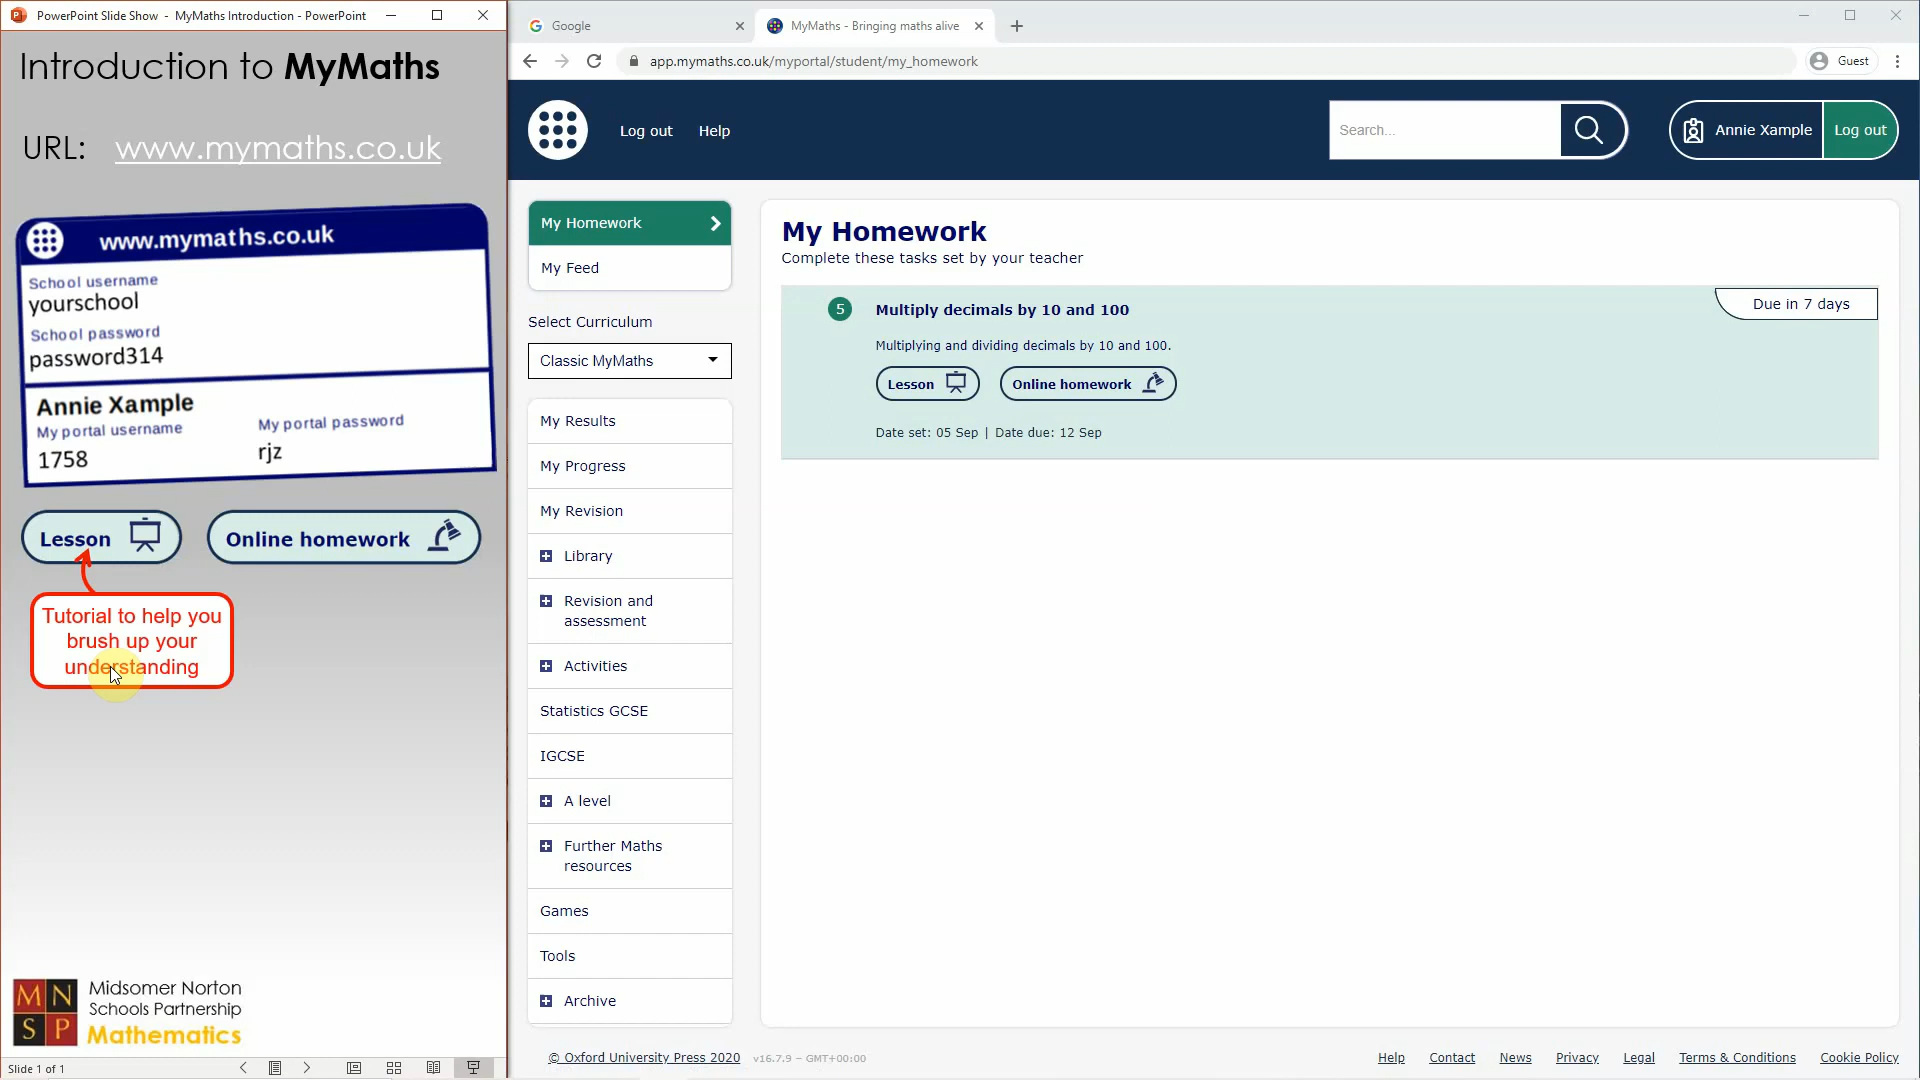 PowerPoint Slide Show - MyMaths Introduction - PowerPoint
Introduction to MyMaths
URL: www.mymaths.co.uk
www.mymaths.co.uk
School username
yourschool
School password
password314
Annie Xample
My portal username
My portal password
1758
rjz
Lesson
Online homework
Tutorial to help you
brush up your
understanding
MN
SP
Midsomer Norton
Schools Partnership
Mathematics
Slide 1 of 1
Google
MyMaths - Bringing maths alive
app.mymaths.co.uk/myportal/student/my_homework
Guest
Log out
Help
Search...
Annie Xample
Log out
My Homework
My Feed
Select Curriculum
Classic MyMaths
My Results
My Progress
My Revision
Library
Revision and
assessment
Activities
Statistics GCSE
IGCSE
A level
Further Maths
resources
Games
Tools
Archive
My Homework
Complete these tasks set by your teacher
5
Multiply decimals by 10 and 100
Due in 7 days
Multiplying and dividing decimals by 10 and 100.
Lesson
Online homework
Date set: 05 Sep | Date due: 12 Sep
© Oxford University Press 2020 v16.7.9 – GMT+00:00
Help
Contact
News
Privacy
Legal
Terms & Conditions
Cookie Policy